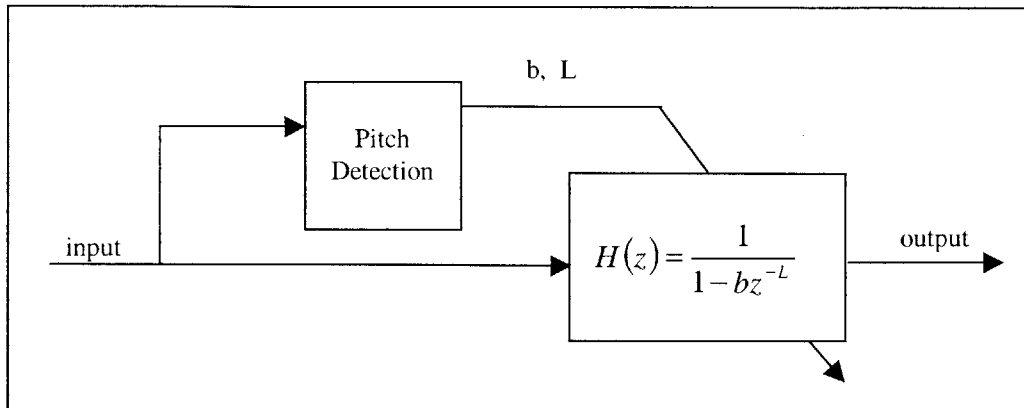 b, L
Pitch
Detection
input
H(z) = 1 / (1 - bz^{-L})
output